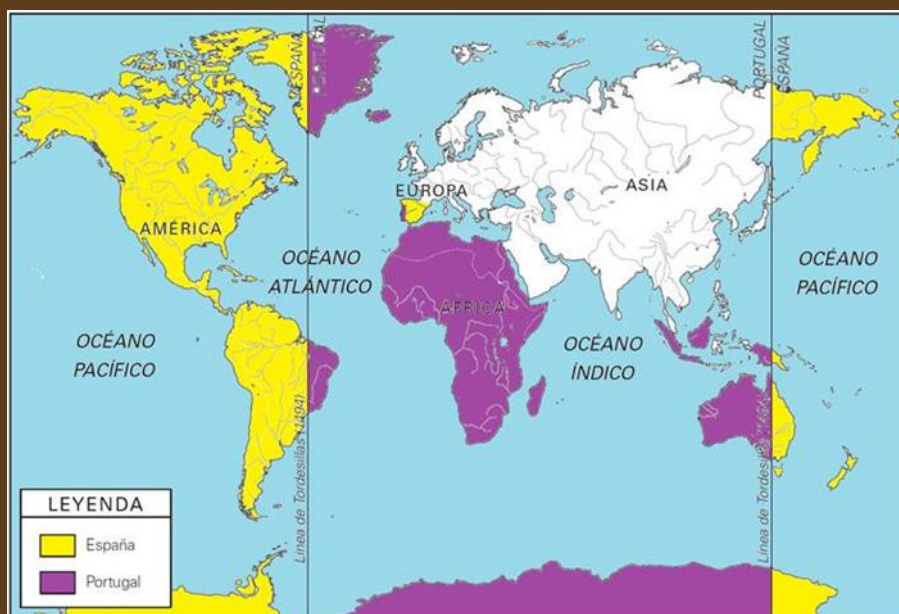 ESPAÑA
PORTUGAL
PORTUGAL
ESPAÑA
EUROPA
ASIA
AMÉRICA
OCÉANO
ATLÁNTICO
AFRICA
OCÉANO
PACÍFICO
OCÉANO
PACÍFICO
OCÉANO
ÍNDICO
Línea de Tordesillas (1494)
Línea de Tordesillas (1494)
LEYENDA
España
Portugal